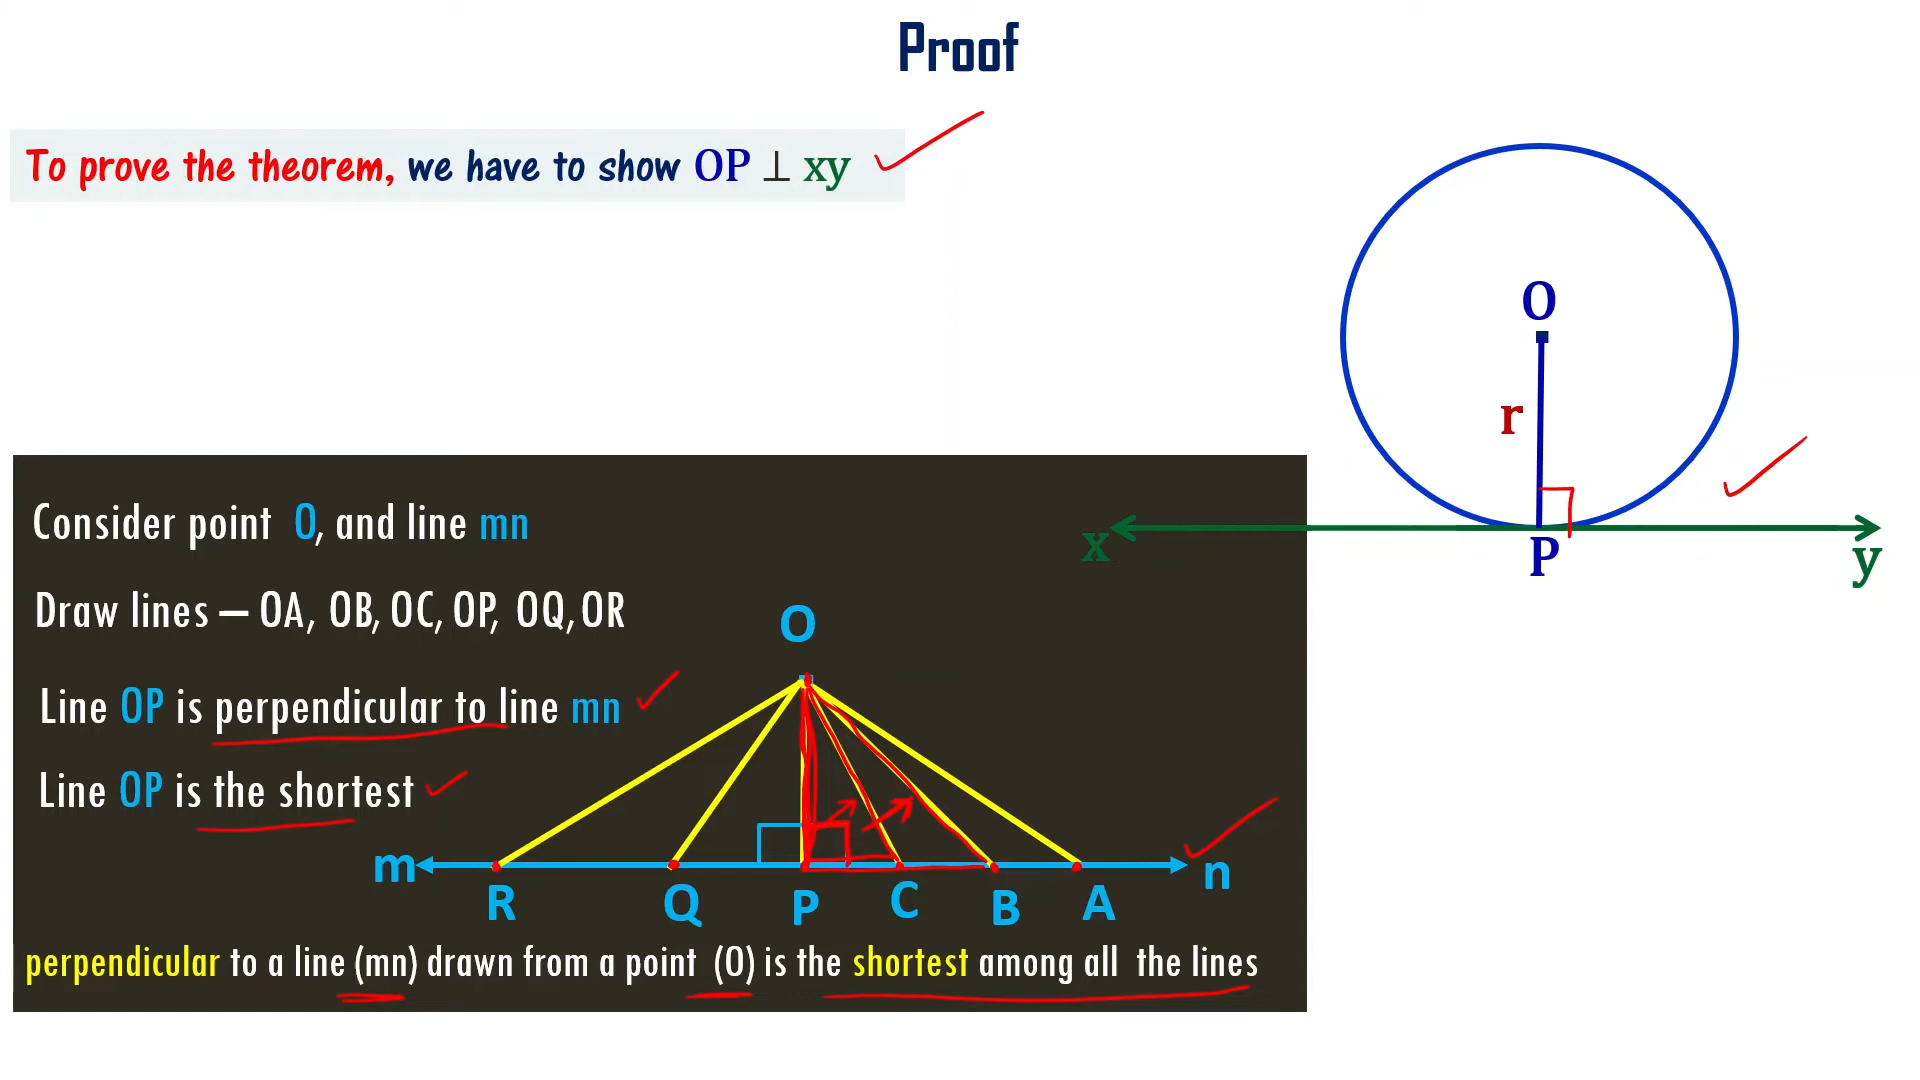 Proof
To prove the theorem, we have to show OP ⊥ xy
O
r
x
P
y
Consider point O, and line mn
Draw lines – OA, OB, OC, OP, OQ, OR
O
Line OP is perpendicular to line mn
Line OP is the shortest
m
n
R Q P C B A
perpendicular to a line (mn) drawn from a point (O) is the shortest among all the lines